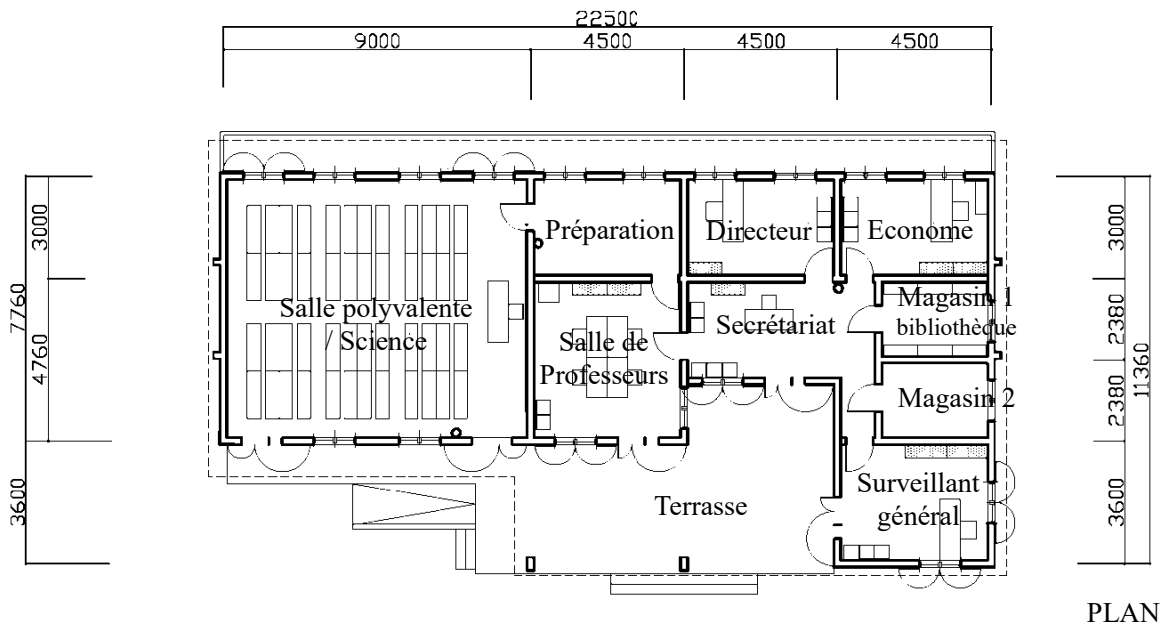 22500
9000
4500
4500
4500
3000
4760
7760
3600
3000
2380
2380
3600
11360
Préparation
Directeur
Econome
Salle polyvalente
/ Science
Salle de
Professeurs
Secrétariat
Magasin 1
bibliothèque
Magasin 2
Terrasse
Surveillant
général
PLAN